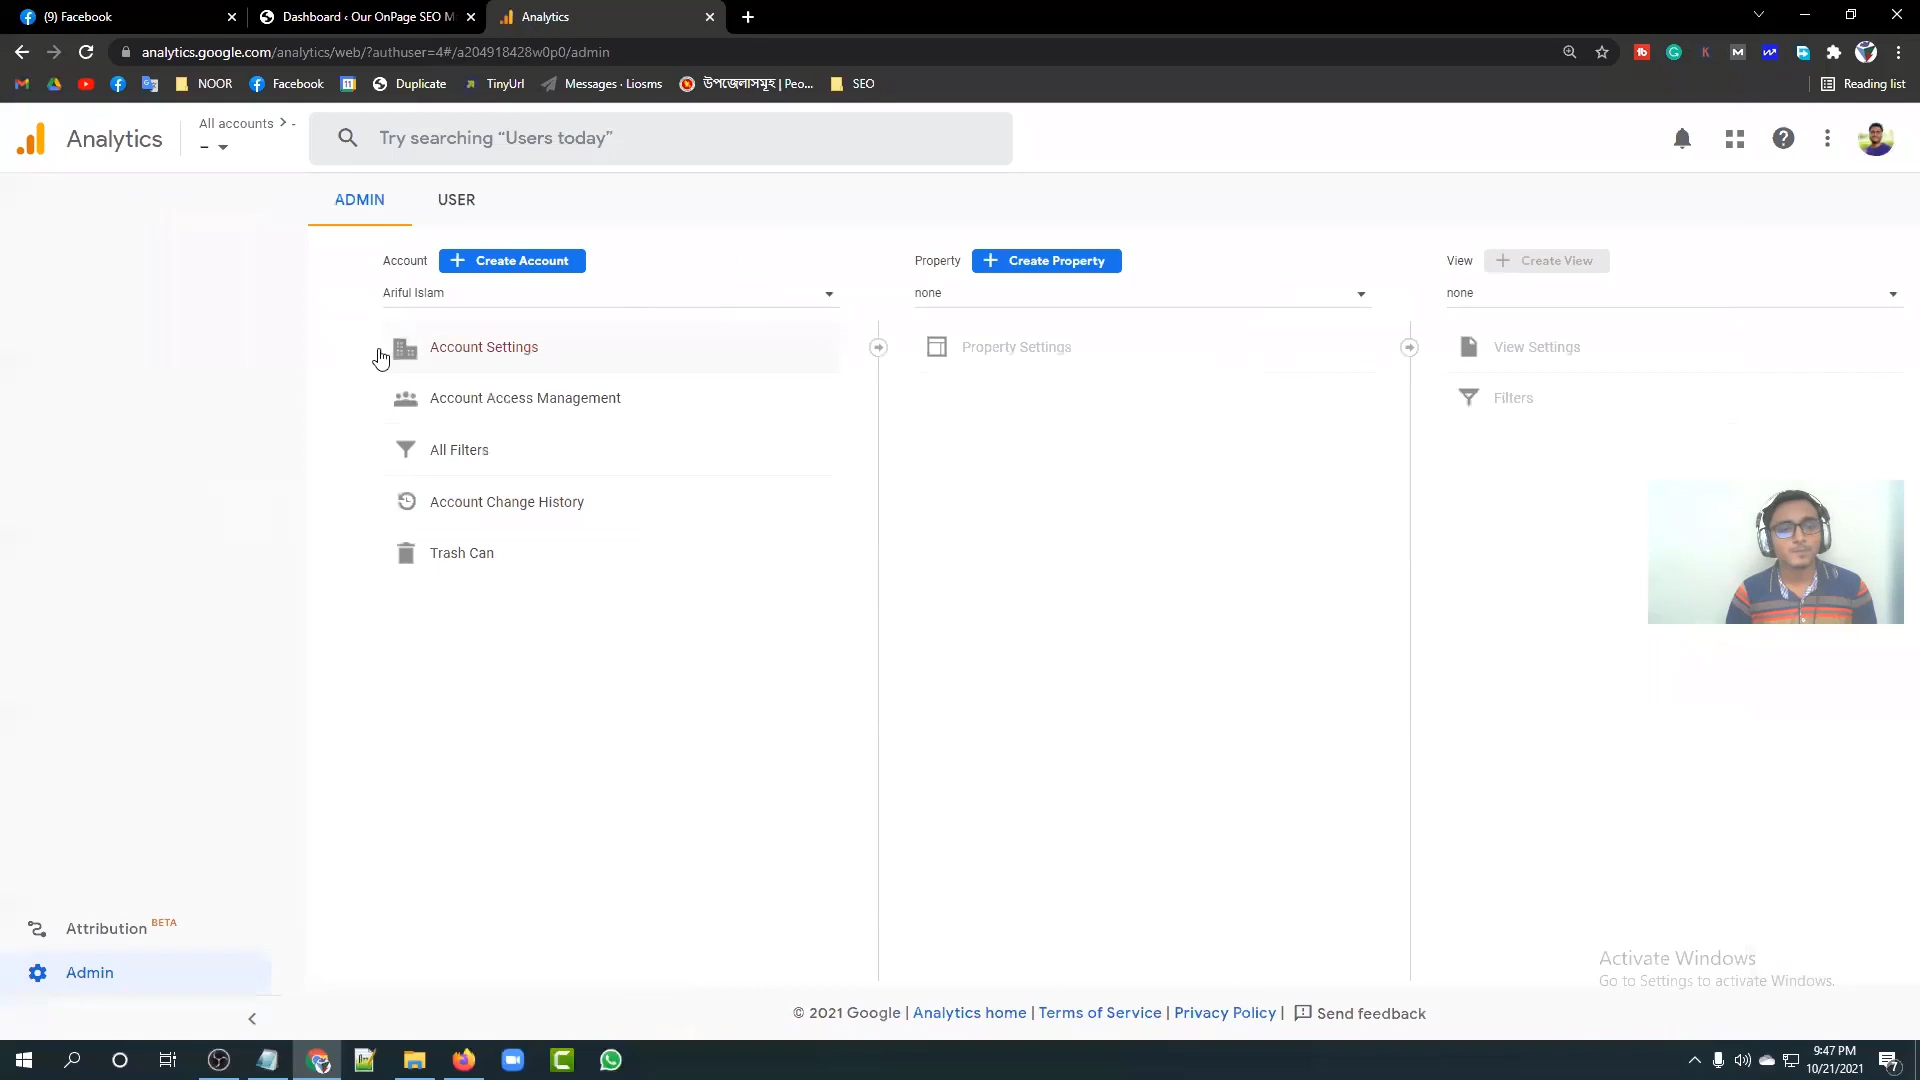 (9) Facebook
Dashboard ‹ Our OnPage SEO M
Analytics
analytics.google.com/analytics/web/?authuser=4#/a204918428w0p0/admin
NOOR
Facebook
Duplicate
TinyUrl
Messages · Liosms
উপজেলাসমূহ | Peo...
SEO
Reading list
Analytics
All accounts > -
-
Try searching “Users today”
ADMIN
USER
Account
+ Create Account
Property
+ Create Property
View
+ Create View
Ariful Islam
none
none
Account Settings
Property Settings
View Settings
Account Access Management
Filters
All Filters
Account Change History
Trash Can
Attribution BETA
Admin
Activate Windows
Go to Settings to activate Windows.
© 2021 Google | Analytics home | Terms of Service | Privacy Policy | Send feedback
9:47 PM
10/21/2021
7